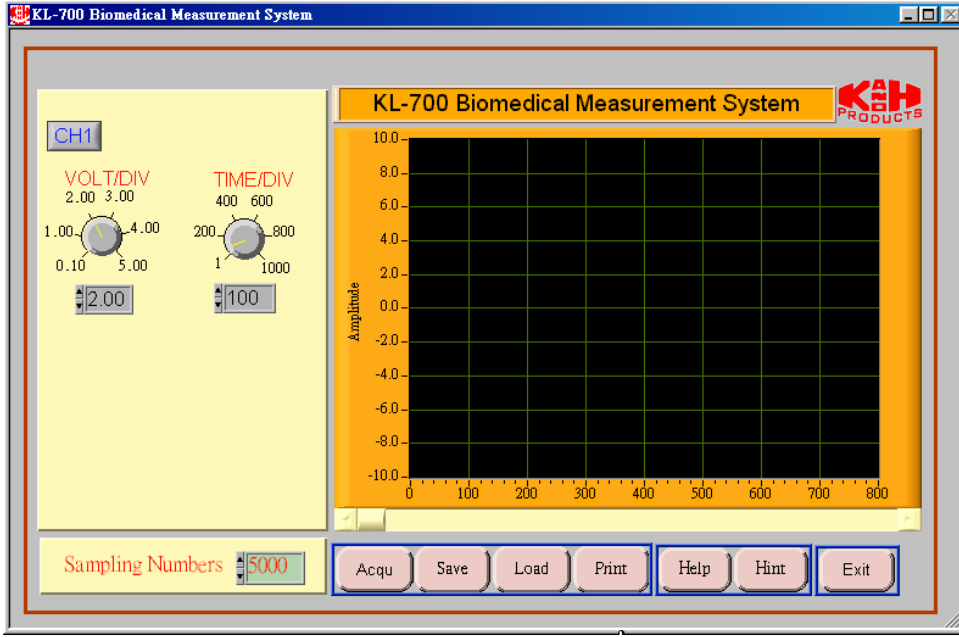 KL-700 Biomedical Measurement System
KL-700 Biomedical Measurement System
K AND H
PRODUCTS
CH1
VOLT/DIV
TIME/DIV
2.00 3.00
400 600
1.00 4.00
200 800
0.10 5.00
1 1000
2.00
100
Amplitude
10.0
8.0
6.0
4.0
2.0
0.0
-2.0
-4.0
-6.0
-8.0
-10.0
0 100 200 300 400 500 600 700 800
Sampling Numbers 5000
Acqu Save Load Print Help Hint Exit